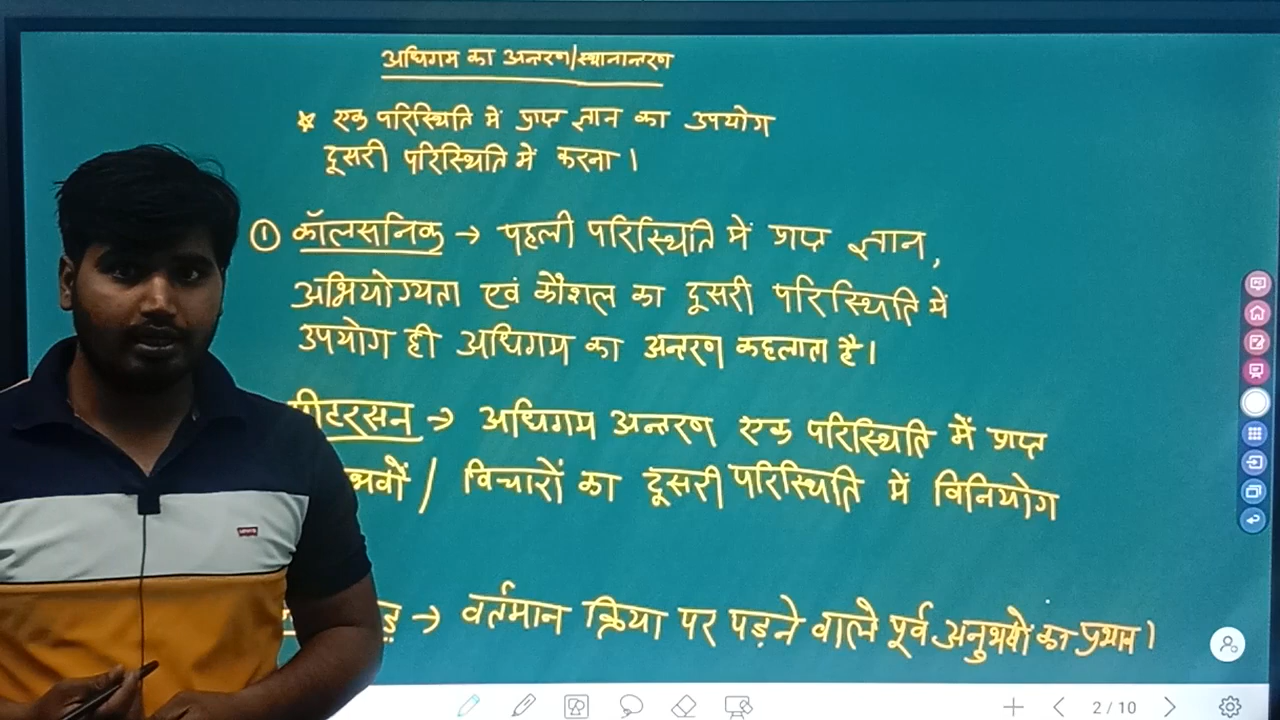 अधिगम का अन्तरण/स्थानान्तरण
* एक परिस्थिति में प्राप्त ज्ञान का उपयोग
दूसरी परिस्थिति में करना।
① कॉलसनिक → पहली परिस्थिति में प्राप्त ज्ञान,
अभियोग्यता एवं कौशल का दूसरी परिस्थिति में
उपयोग ही अधिगम का अन्तरण कहलाता है।
पीटरसन → अधिगम अन्तरण एक परिस्थिति में प्राप्त
/ विचारों का दूसरी परिस्थिति में विनियोग
→ वर्तमान क्रिया पर पड़ने वाले पूर्व अनुभवों का प्रभाव।
2 / 10